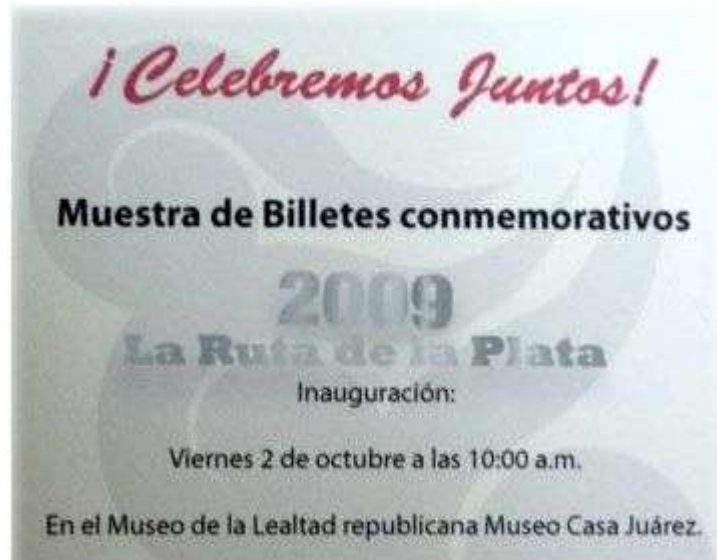 ¡Celebremos Juntos!
Muestra de Billetes conmemorativos
2009
La Ruta de la Plata
Inauguración:
Viernes 2 de octubre a las 10:00 a.m.
En el Museo de la Lealtad republicana Museo Casa Juárez.